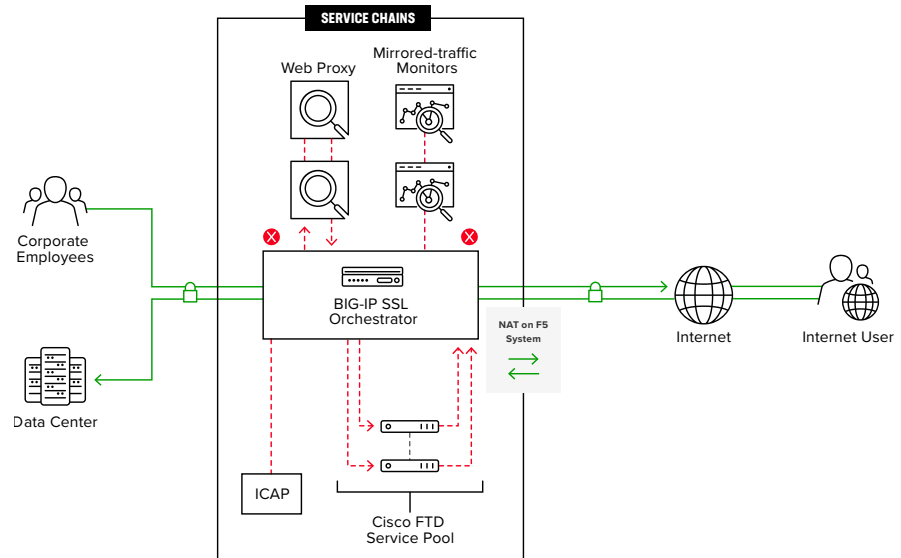 SERVICE CHAINS
Web Proxy
Mirrored-traffic
Monitors
Corporate
Employees
BIG-IP SSL
Orchestrator
NAT on F5
System
Internet
Internet User
Data Center
ICAP
Cisco FTD
Service Pool